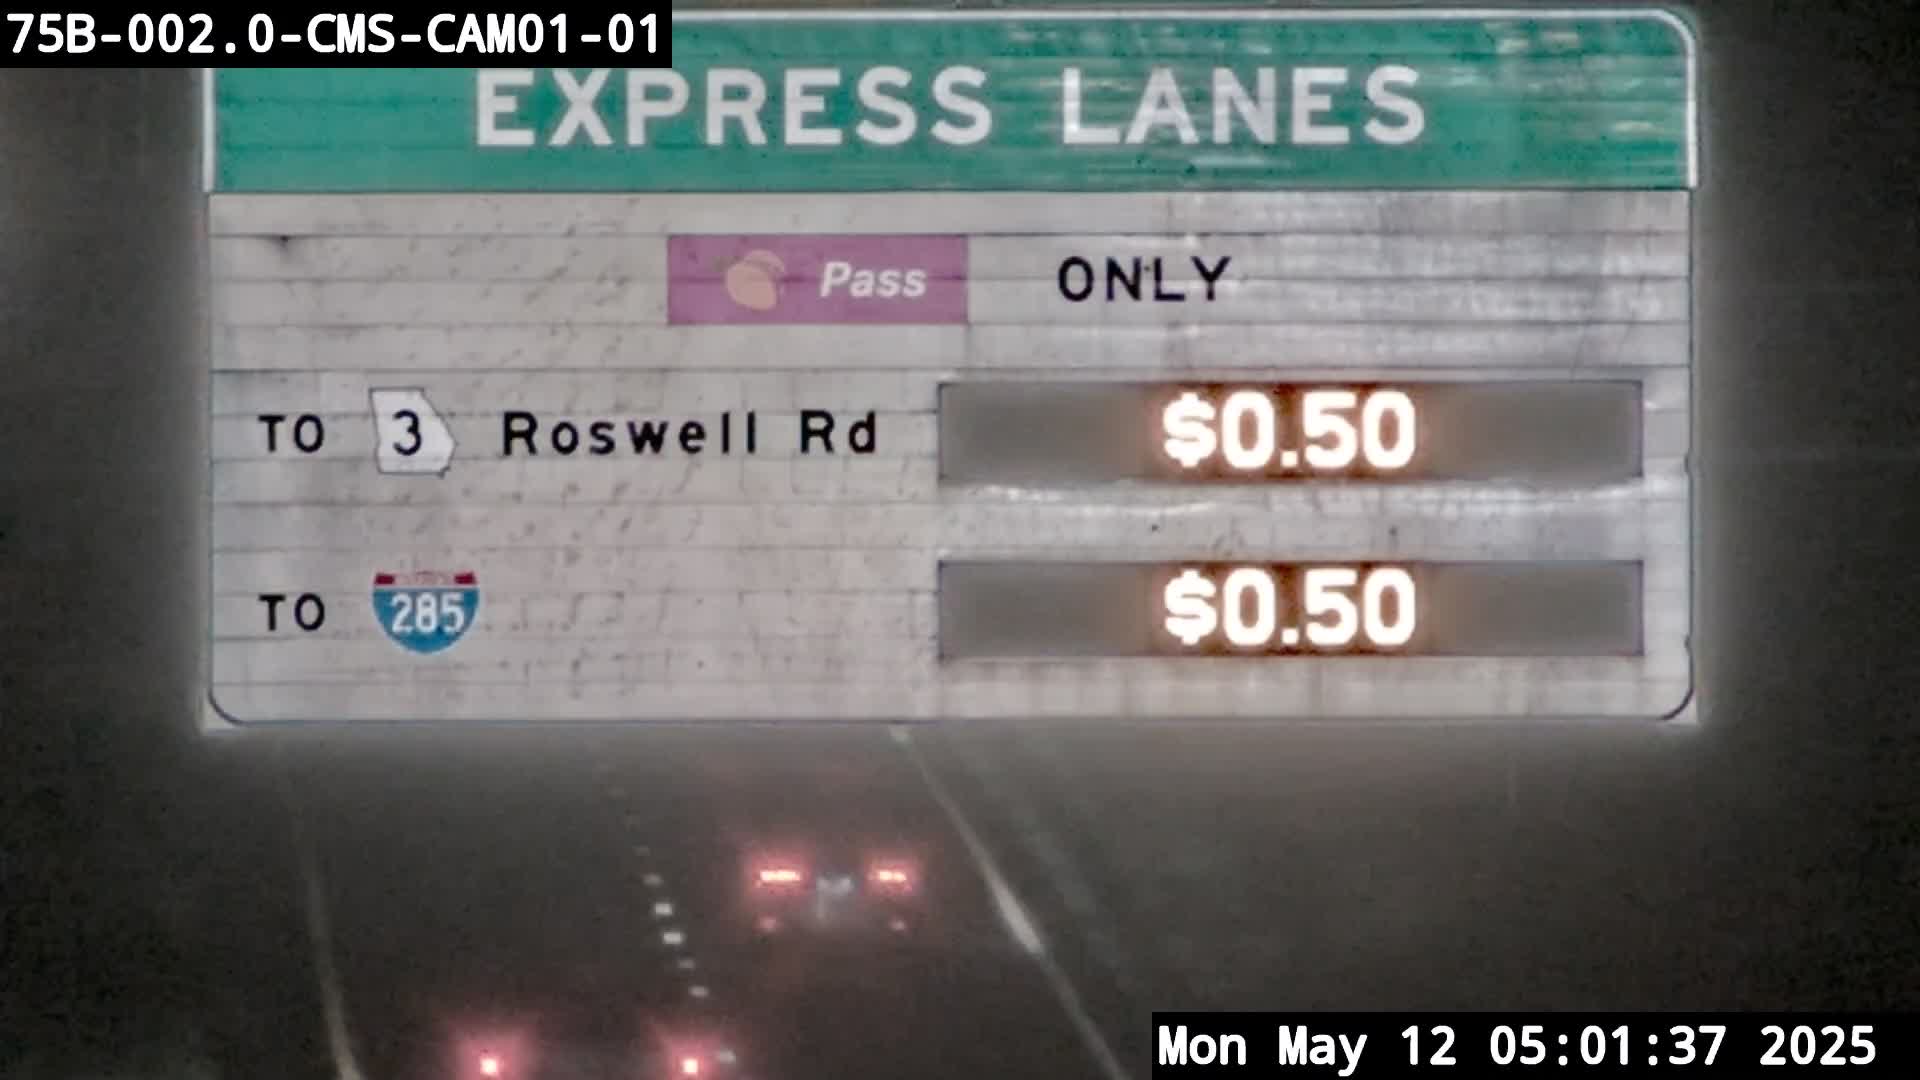 75B-002.0-CMS-CAM01-01
EXPRESS LANES
Pass ONLY
TO 3 Roswell Rd $0.50
TO 285 $0.50
Mon May 12 05:01:37 2025